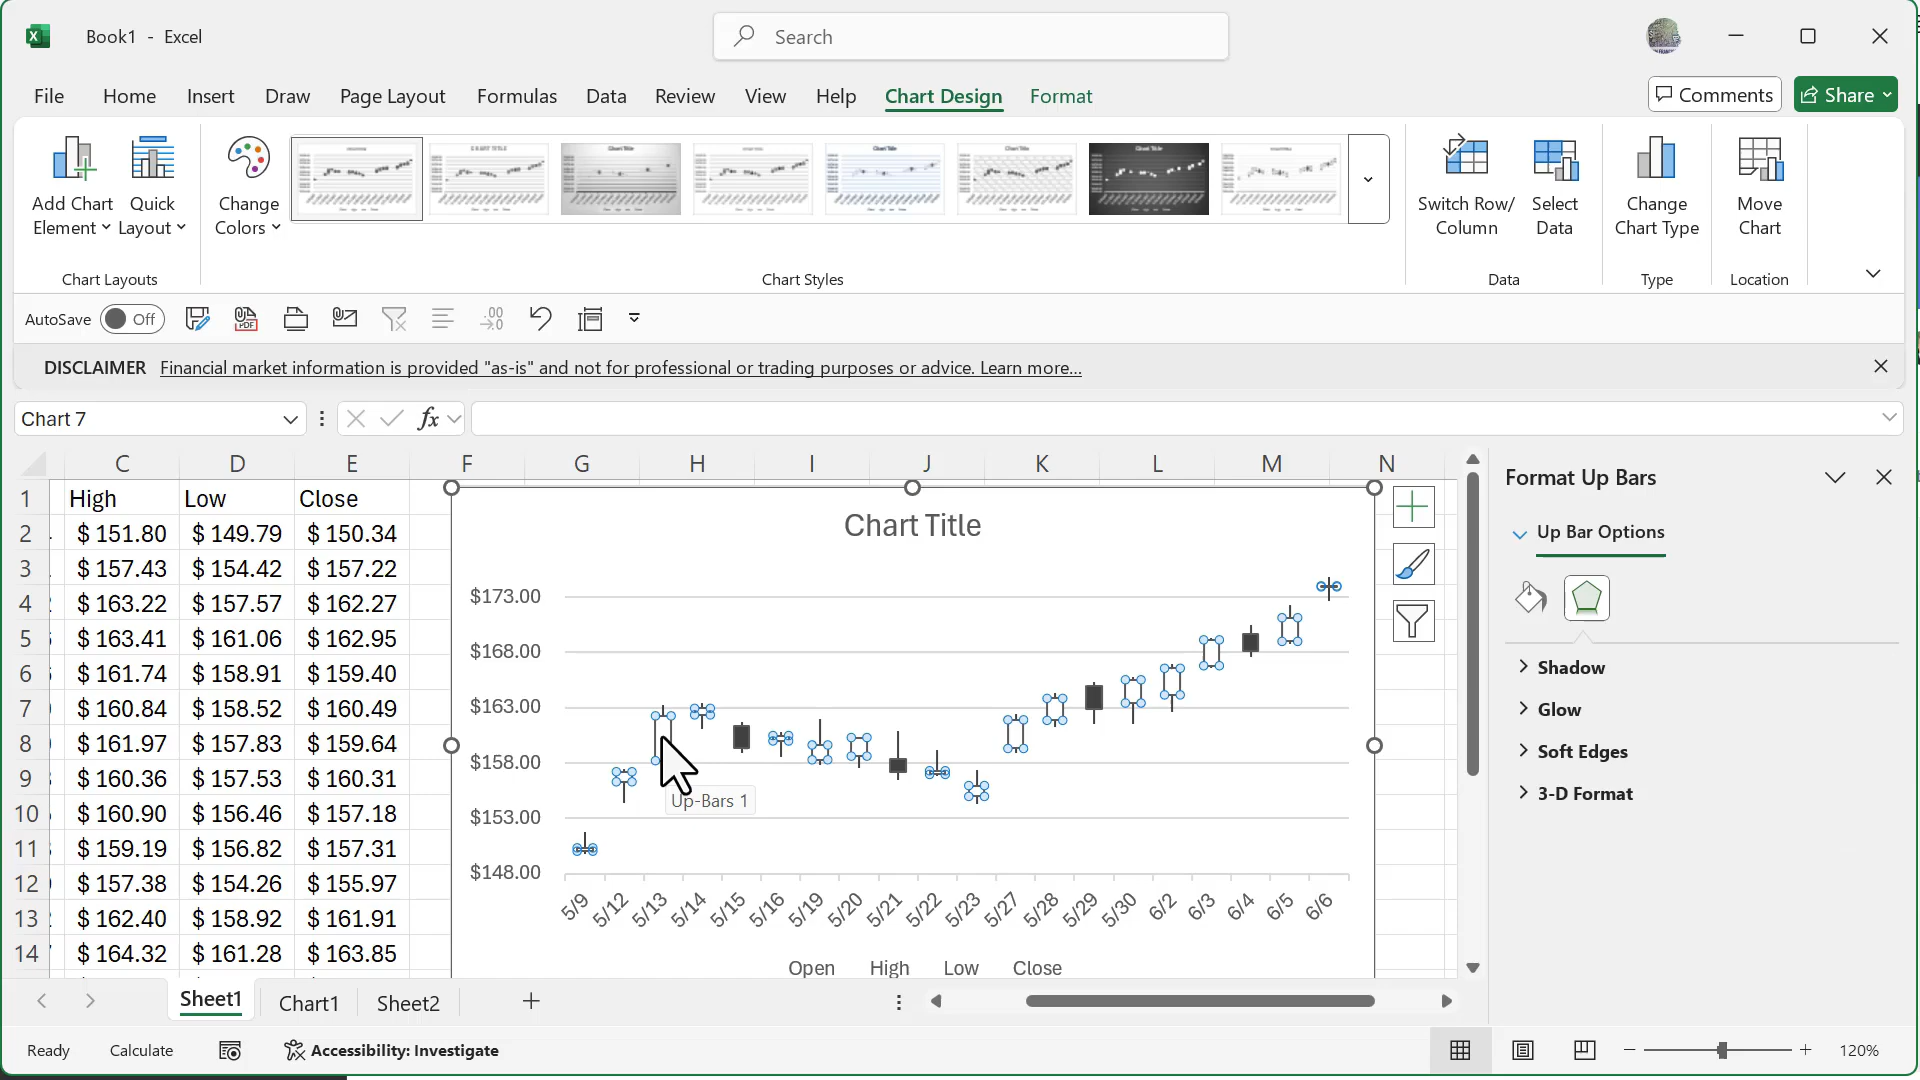 Book1 - Excel
Search
File Home Insert Draw Page Layout Formulas Data Review View Help Chart Design Format
Comments Share
Add Chart Element
Quick Layout
Change Colors
Switch Row/ Column
Select Data
Change Chart Type
Move Chart
Chart Layouts
Chart Styles
Data
Type
Location
AutoSave Off
DISCLAIMER Financial market information is provided "as-is" and not for professional or trading purposes or advice. Learn more...
Chart 7
fx
C D E F G H I J K L M N
1 High Low Close
2 $ 151.80 $ 149.79 $ 150.34
3 $ 157.43 $ 154.42 $ 157.22
4 $ 163.22 $ 157.57 $ 162.27
5 $ 163.41 $ 161.06 $ 162.95
6 $ 161.74 $ 158.91 $ 159.40
7 $ 160.84 $ 158.52 $ 160.49
8 $ 161.97 $ 157.83 $ 159.64
9 $ 160.36 $ 157.53 $ 160.31
10 $ 160.90 $ 156.46 $ 157.18
11 $ 159.19 $ 156.82 $ 157.31
12 $ 157.38 $ 154.26 $ 155.97
13 $ 162.40 $ 158.92 $ 161.91
14 $ 164.32 $ 161.28 $ 163.85
Chart Title
$173.00
$168.00
$163.00
$158.00
$153.00
$148.00
Up-Bars 1
5/9 5/12 5/13 5/14 5/15 5/16 5/19 5/20 5/21 5/22 5/23 5/27 5/28 5/29 5/30 6/2 6/3 6/4 6/5 6/6
Open High Low Close
Format Up Bars
Up Bar Options
Shadow
Glow
Soft Edges
3-D Format
Sheet1 Chart1 Sheet2
Ready Calculate Accessibility: Investigate
120%